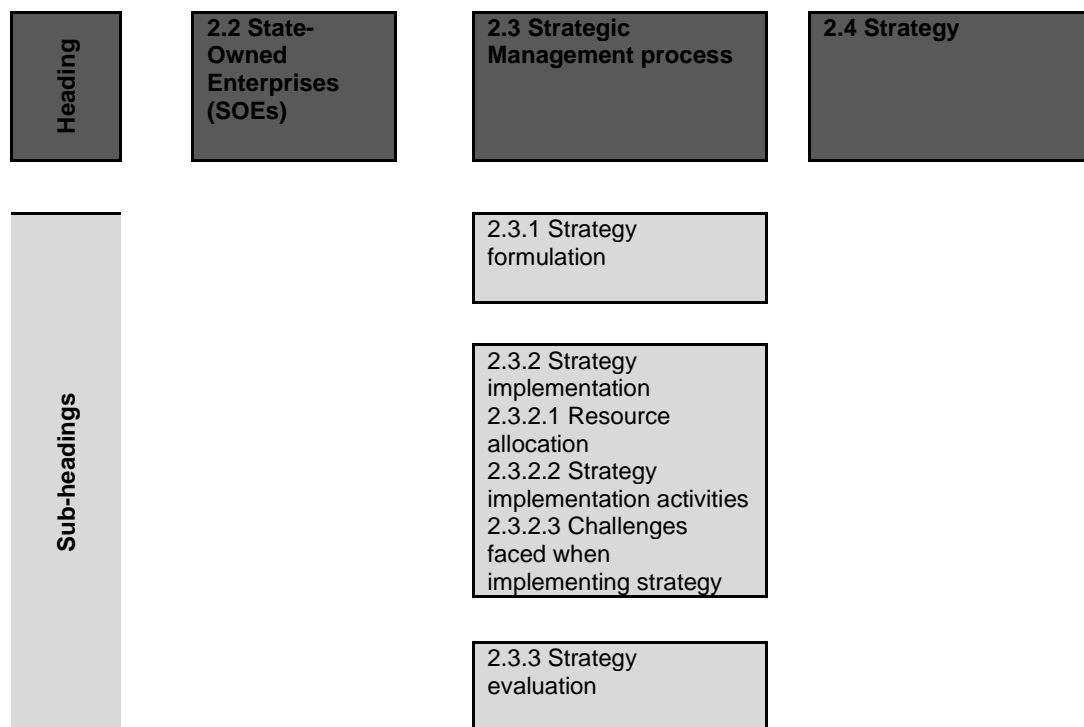 Heading
2.2 State-
Owned
Enterprises
(SOEs)
2.3 Strategic
Management process
2.4 Strategy
Sub-headings
2.3.1 Strategy
formulation
2.3.2 Strategy
implementation
2.3.2.1 Resource
allocation
2.3.2.2 Strategy
implementation activities
2.3.2.3 Challenges
faced when
implementing strategy
2.3.3 Strategy
evaluation